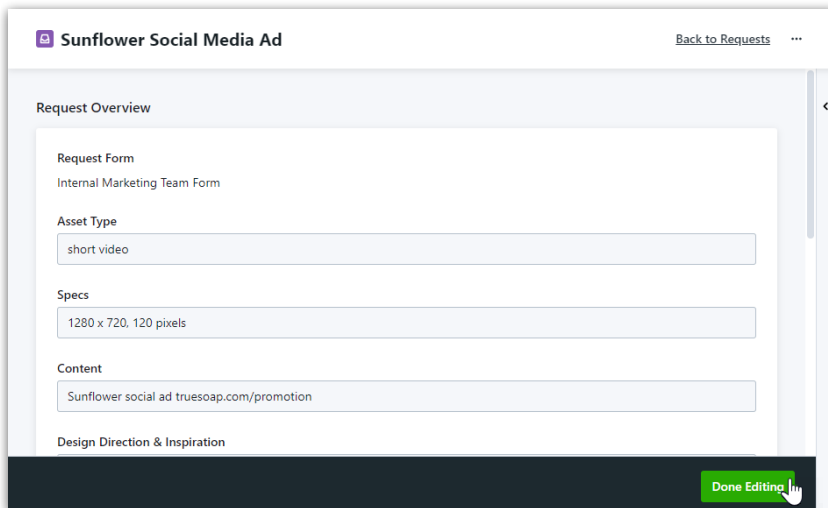 Sunflower Social Media Ad
Back to Requests
Request Overview
Request Form
Internal Marketing Team Form
Asset Type
short video
Specs
1280 x 720, 120 pixels
Content
Sunflower social ad truesoap.com/promotion
Design Direction & Inspiration
Done Editing